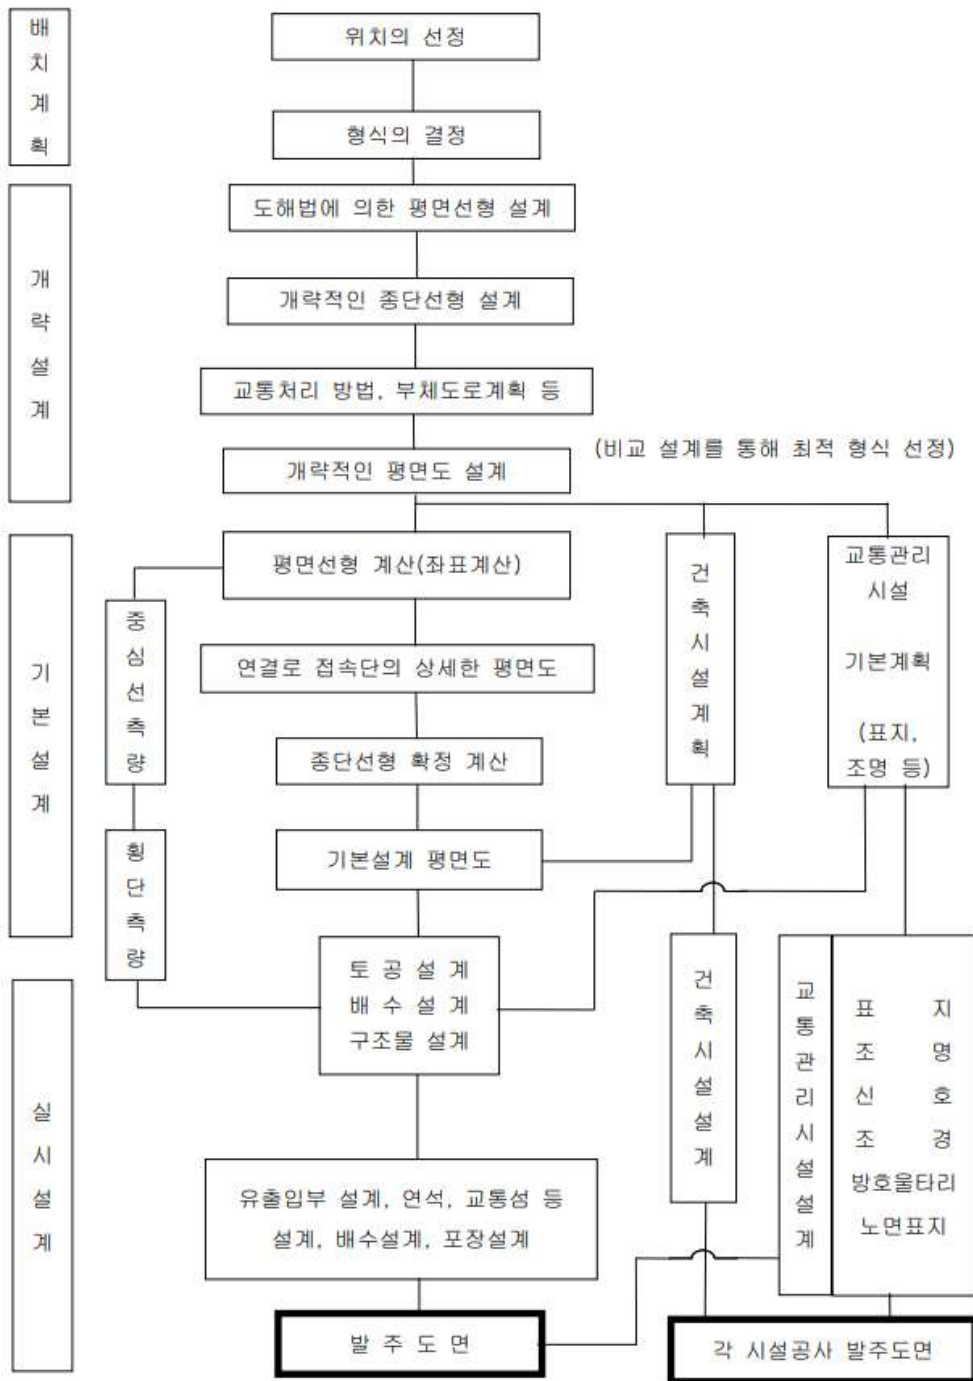 배
치
계
획
위치의 선정
형식의 결정
개
략
설
계
도해법에 의한 평면선형 설계
개략적인 종단선형 설계
교통처리 방법, 부체도로계획 등
개략적인 평면도 설계
(비교 설계를 통해 최적 형식 선정)
기
본
설
계
평면선형 계산(좌표계산)
중
심
선
측
량
연결로 접속단의 상세한 평면도
종단선형 확정 계산
기본설계 평면도
횡
단
측
량
건
축
시
설
계
획
교통관리
시설
기본계획
(표지,
조명 등)
실
시
설
계
토 공 설 계
배 수 설 계
구조물 설계
유출입부 설계, 연석, 교통섬 등
설계, 배수설계, 포장설계
발 주 도 면
건
축
시
설
설
계
교
통
관
리
시
설
설
계
표 지
조 명
신 호
조 경
방호울타리
노면표지
각 시설공사 발주도면